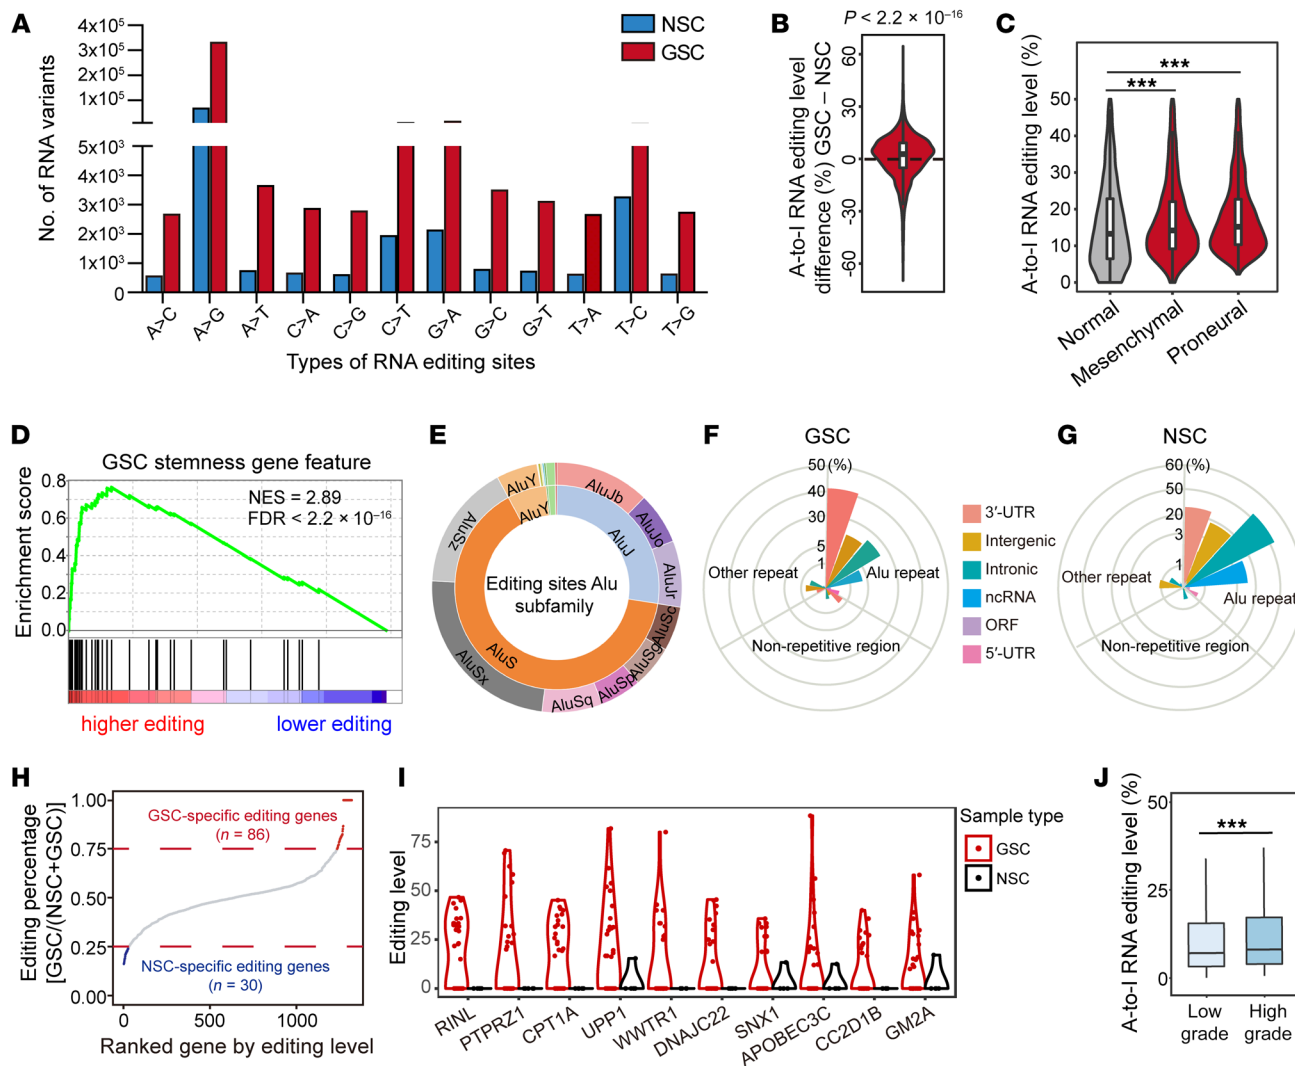 A
No. of RNA variants
4x10⁵
3x10⁵
2x10⁵
1x10⁵
5x10³
4x10³
3x10³
2x10³
1x10³
0
NSC
GSC
A>C
A>G
A>T
C>A
C>G
C>T
G>A
G>C
G>T
T>A
T>C
T>G
Types of RNA editing sites
B
P < 2.2 × 10⁻¹⁶
A-to-I RNA editing level
difference (%) GSC – NSC
60
30
0
-30
-60
C
A-to-I RNA editing level (%)
50
40
30
20
10
0
***
***
Normal
Mesenchymal
Proneural
D
GSC stemness gene feature
Enrichment score
0.8
0.6
0.4
0.2
0.0
NES = 2.89
FDR < 2.2 × 10⁻¹⁶
higher editing
lower editing
E
Editing sites Alu
subfamily
AluY
AluJb
AluJo
AluJr
AluSc
AluSg
AluSp
AluSq
AluSx
AluSz
AluY
AluJ
AluS
F
GSC
50 (%)
40
30
5
1
Other repeat
Alu repeat
Non-repetitive region
3′-UTR
Intergenic
Intronic
ncRNA
ORF
5′-UTR
G
NSC
60 (%)
50
20
3
1
Other repeat
Alu repeat
Non-repetitive region
H
Editing percentage
[GSC/(NSC+GSC)]
1.00
0.75
0.50
0.25
0.00
GSC-specific editing genes
(n = 86)
NSC-specific editing genes
(n = 30)
0
500
1000
Ranked gene by editing level
I
Editing level
75
50
25
0
RINL
PTPRZ1
CPT1A
UPP1
WWTR1
DNAJC22
SNX1
APOBEC3C
CC2D1B
GM2A
Sample type
GSC
NSC
J
A-to-I RNA editing level (%)
50
25
0
***
Low
grade
High
grade